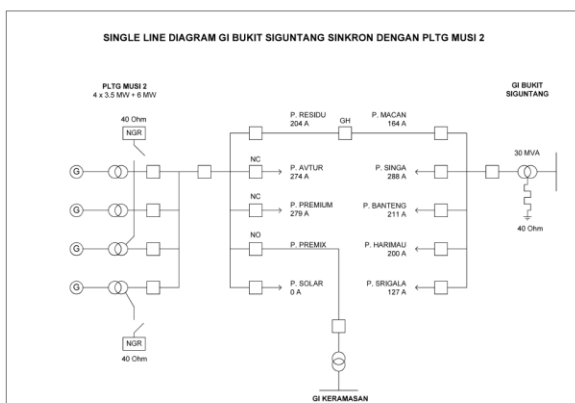 SINGLE LINE DIAGRAM GI BUKIT SIGUNTANG SINKRON DENGAN PLTG MUSI 2
PLTG MUSI 2
4 x 3.5 MW + 6 MW
GI BUKIT
SIGUNTANG
40 Ohm
NGR
P. RESIDU
204 A
GH
P. MACAN
164 A
30 MVA
G
NC
P. AVTUR
274 A
P. SINGA
288 A
G
NC
P. PREMIUM
279 A
P. BANTENG
211 A
40 Ohm
G
NO
P. PREMIX
P. HARIMAU
200 A
G
P. SOLAR
0 A
P. SRIGALA
127 A
NGR
40 Ohm
GI KERAMASAN